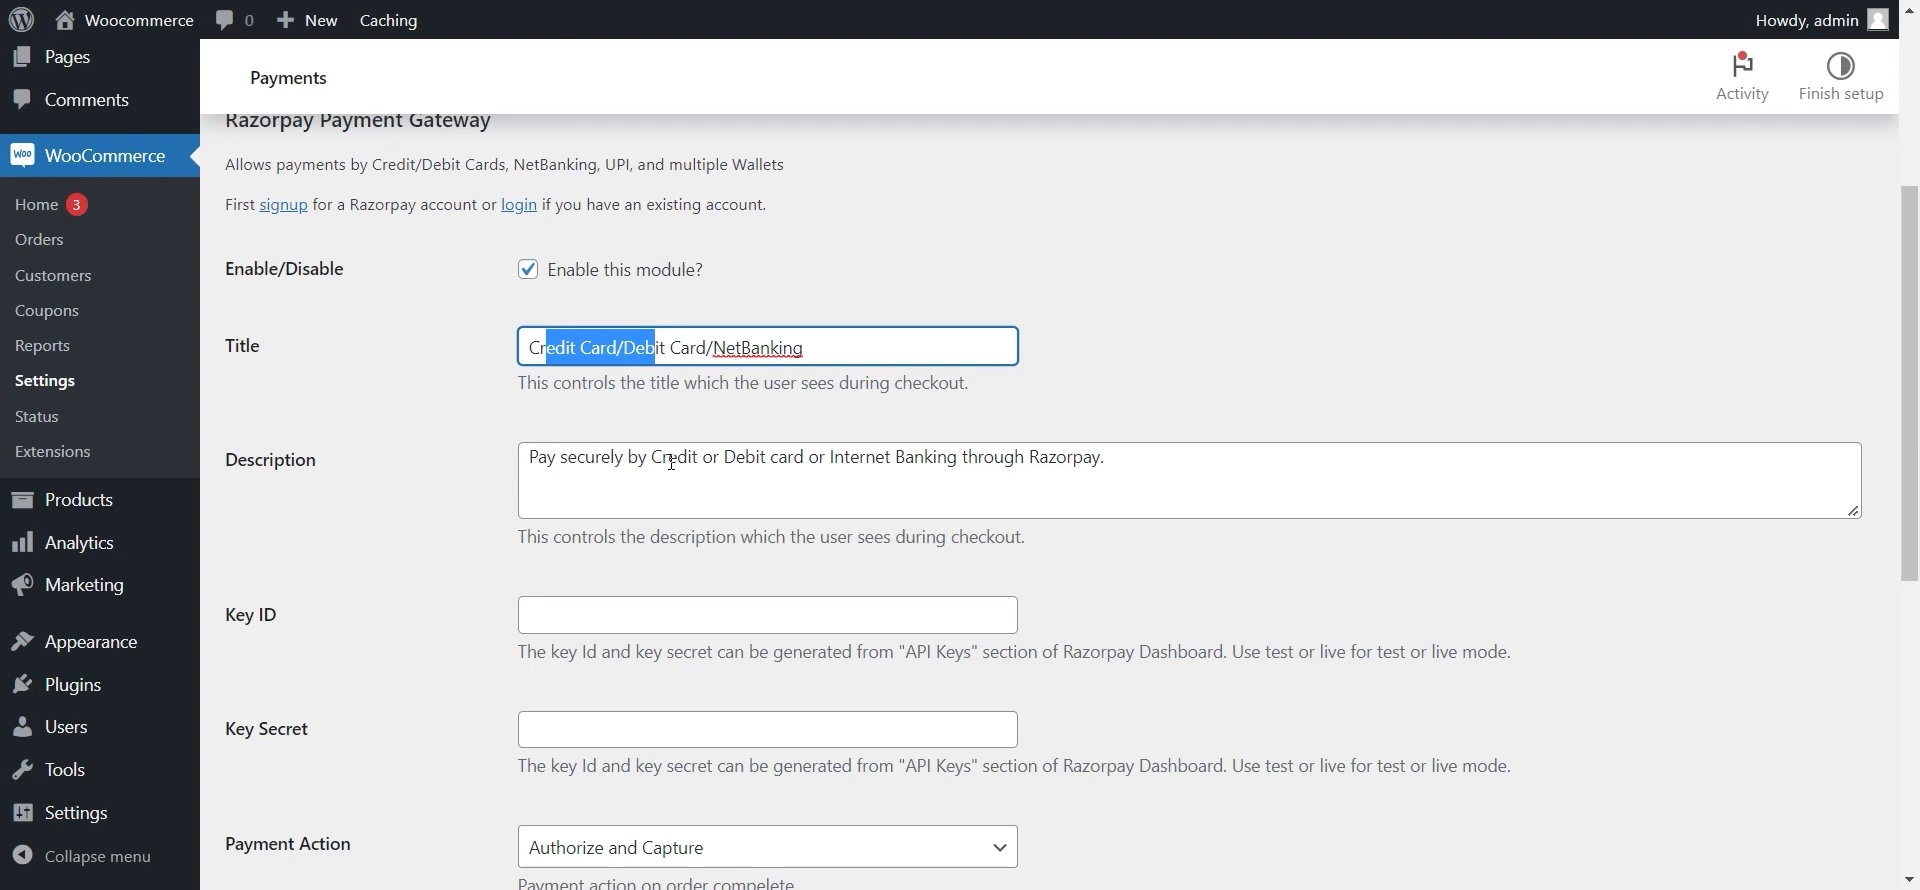 Woocommerce 0 New Caching Howdy, admin
Pages
Comments
WOO WooCommerce
Home 3
Orders
Customers
Coupons
Reports
Settings
Status
Extensions
Products
Analytics
Marketing
Appearance
Plugins
Users
Tools
Settings
Collapse menu
Payments
Activity
Finish setup
Razorpay Payment Gateway
Allows payments by Credit/Debit Cards, NetBanking, UPI, and multiple Wallets
First signup for a Razorpay account or login if you have an existing account.
Enable/Disable
Enable this module?
Title
Credit Card/Debit Card/NetBanking
This controls the title which the user sees during checkout.
Description
Pay securely by Credit or Debit card or Internet Banking through Razorpay.
This controls the description which the user sees during checkout.
Key ID
The key Id and key secret can be generated from "API Keys" section of Razorpay Dashboard. Use test or live for test or live mode.
Key Secret
The key Id and key secret can be generated from "API Keys" section of Razorpay Dashboard. Use test or live for test or live mode.
Payment Action
Authorize and Capture
Payment action on order compelete